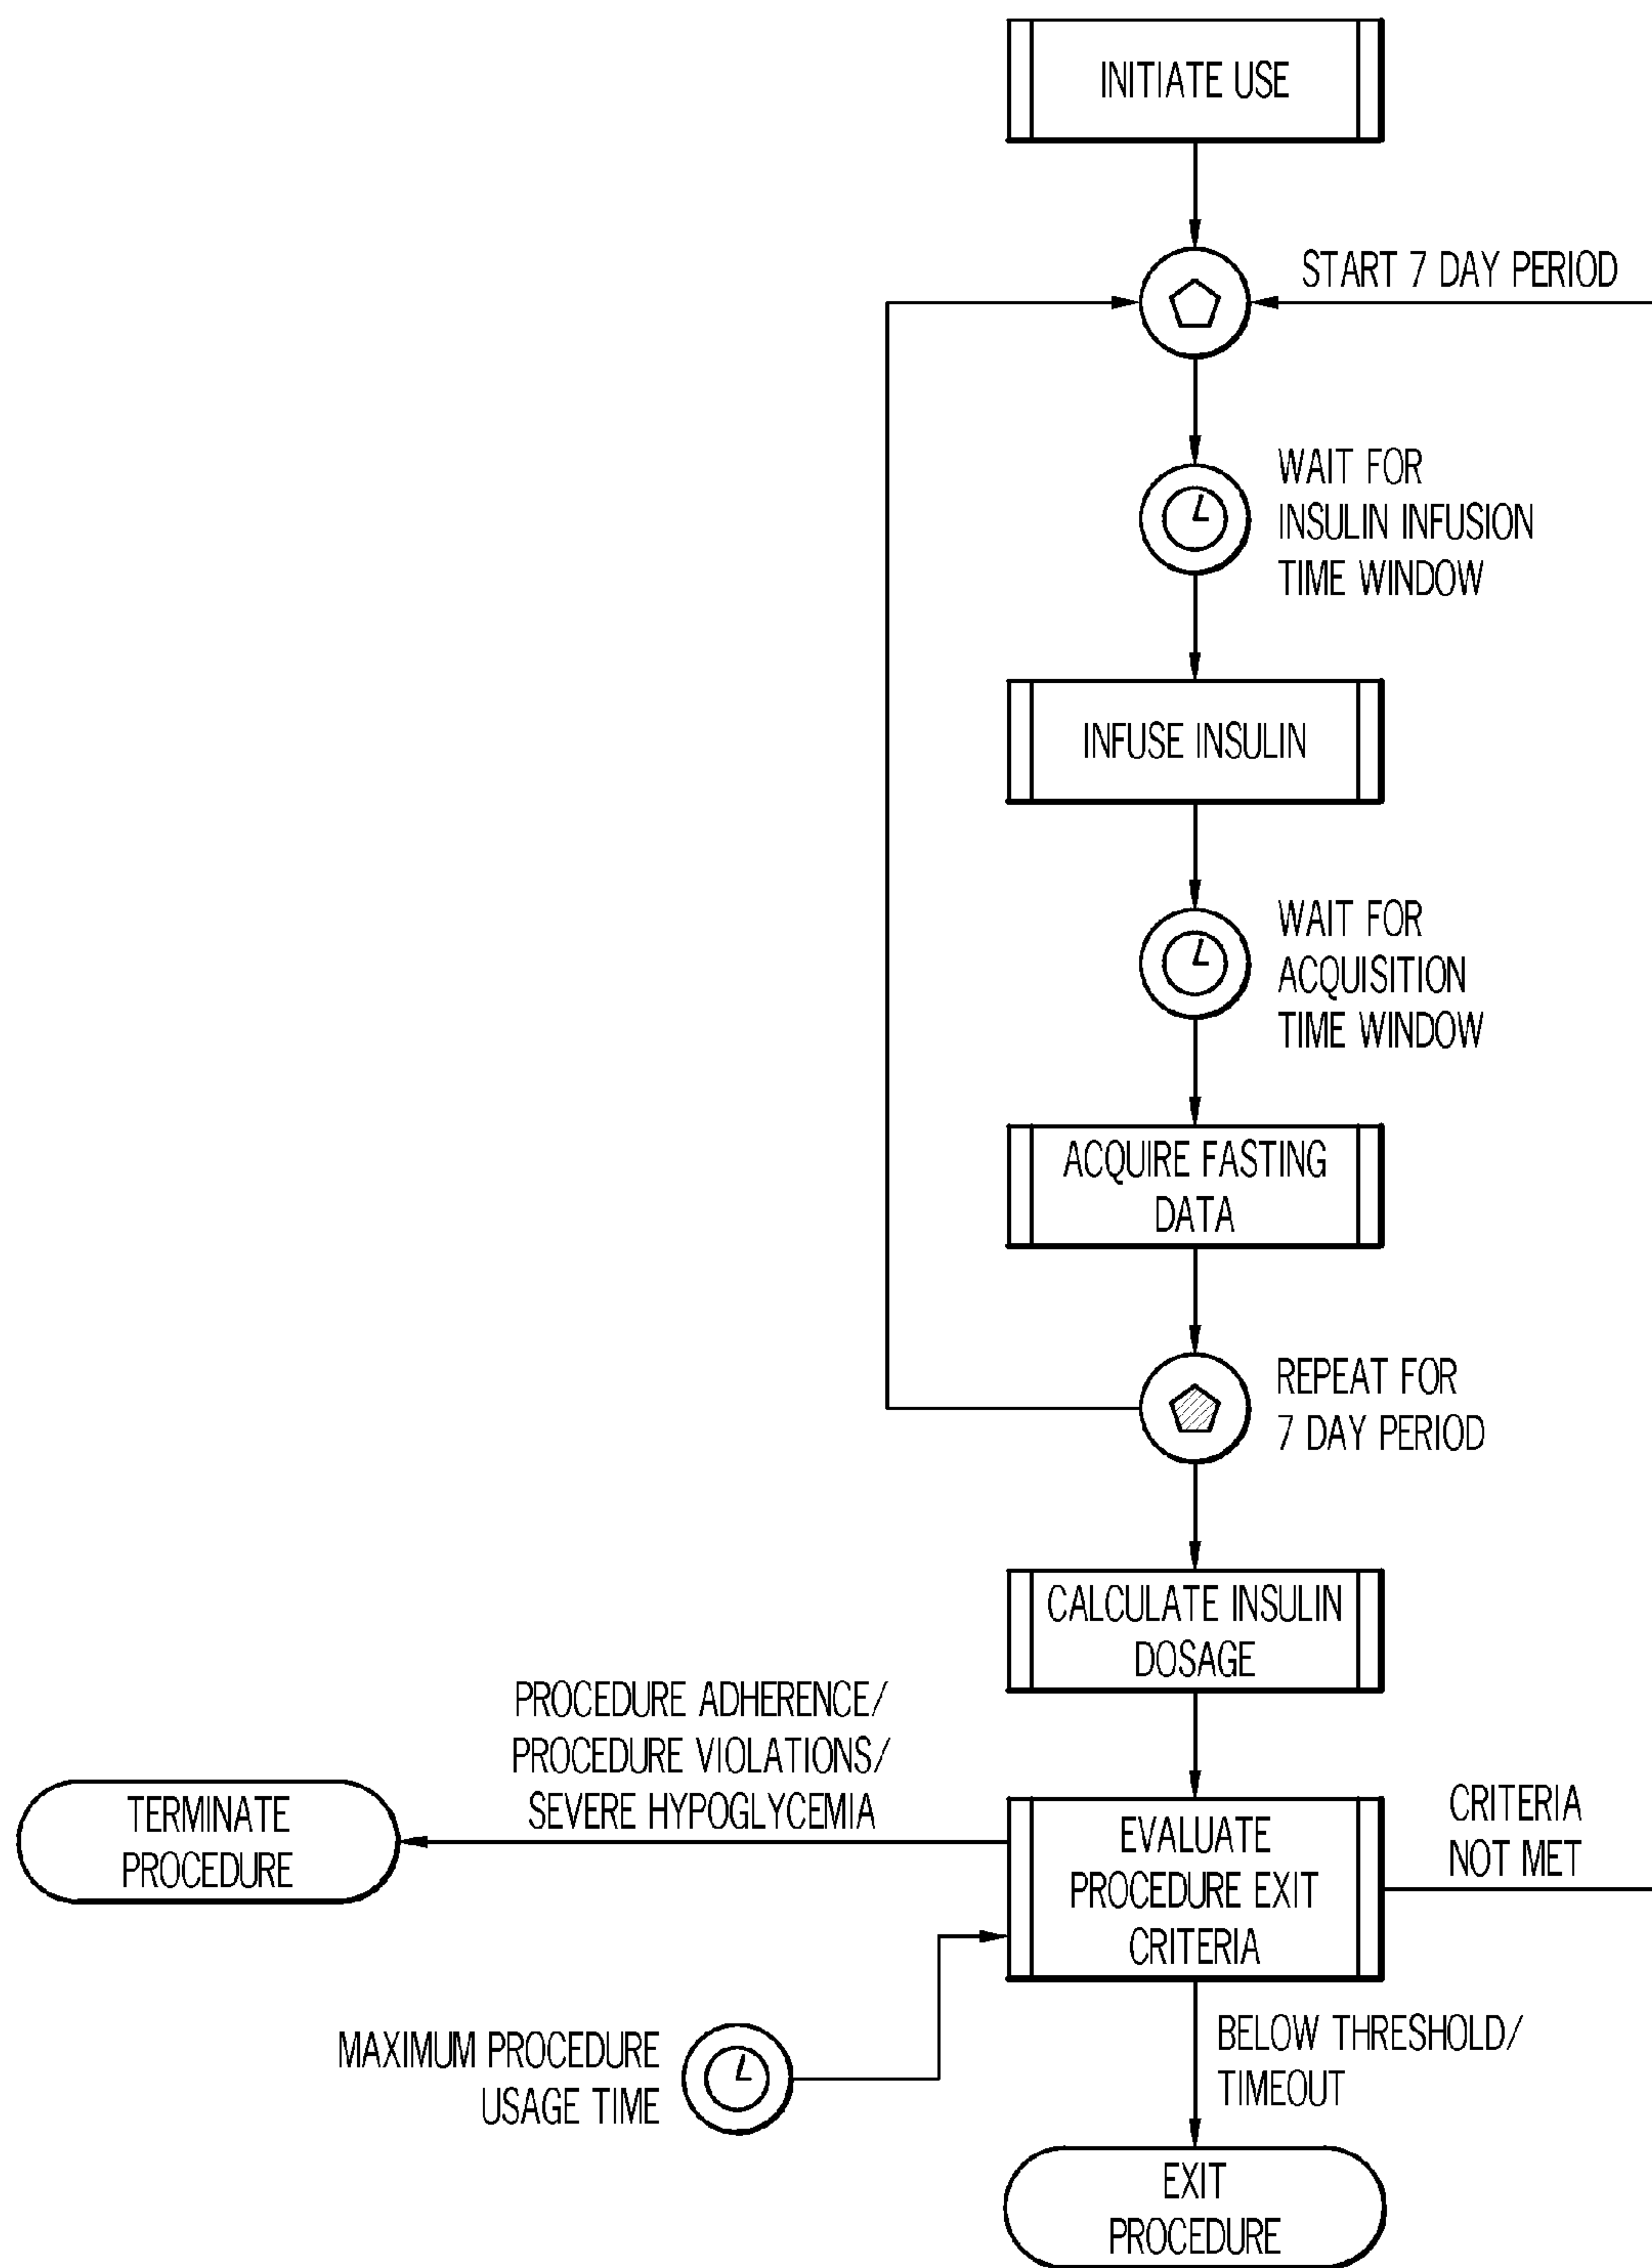 INITIATE USE
START 7 DAY PERIOD
WAIT FOR
INSULIN INFUSION
TIME WINDOW
INFUSE INSULIN
WAIT FOR
ACQUISITION
TIME WINDOW
ACQUIRE FASTING
DATA
REPEAT FOR
7 DAY PERIOD
CALCULATE INSULIN
DOSAGE
PROCEDURE ADHERENCE/
PROCEDURE VIOLATIONS/
SEVERE HYPOGLYCEMIA
TERMINATE
PROCEDURE
EVALUATE
PROCEDURE EXIT
CRITERIA
CRITERIA
NOT MET
MAXIMUM PROCEDURE
USAGE TIME
BELOW THRESHOLD/
TIMEOUT
EXIT
PROCEDURE